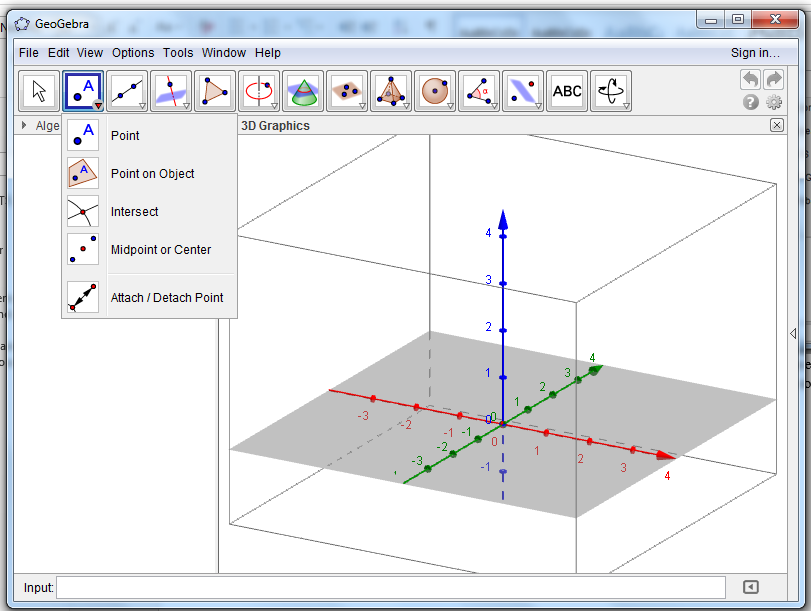 GeoGebra
File Edit View Options Tools Window Help Sign in…
A ABC
Alge 3D Graphics
A Point
A Point on Object
Intersect
Midpoint or Center
Attach / Detach Point
4
3
2
1
0
-1
4
3
2
1
0
-1
-2
-3
-3
-2
-1
0
1
2
3
4
α
?
Input: